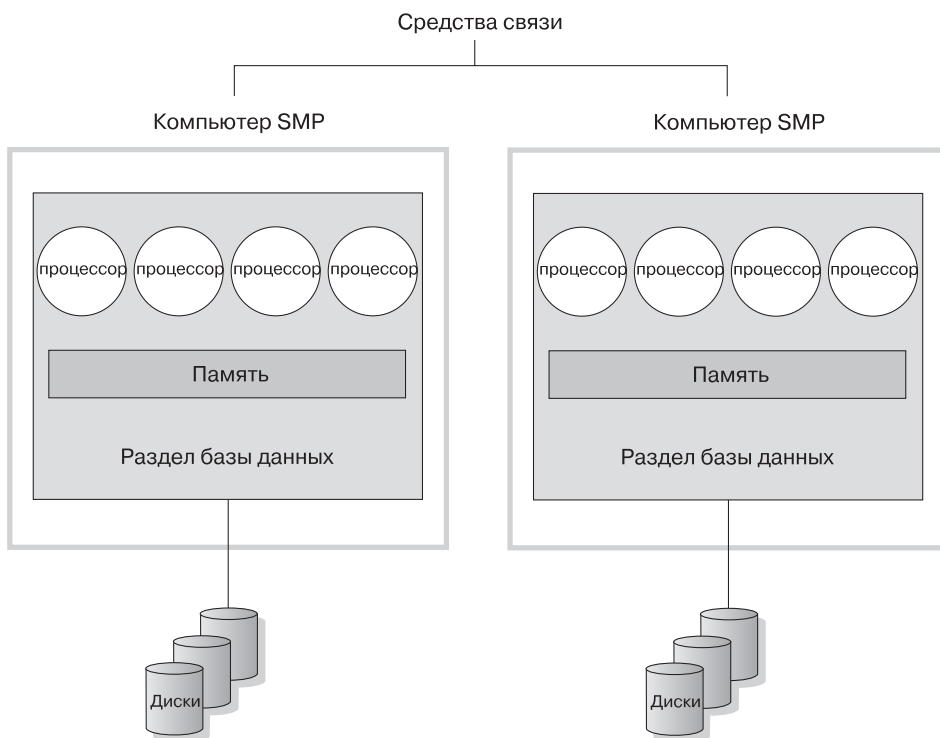 Средства связи
Компьютер SMP
Компьютер SMP
процессор процессор процессор процессор
процессор процессор процессор процессор
Память
Память
Раздел базы данных
Раздел базы данных
Диски
Диски